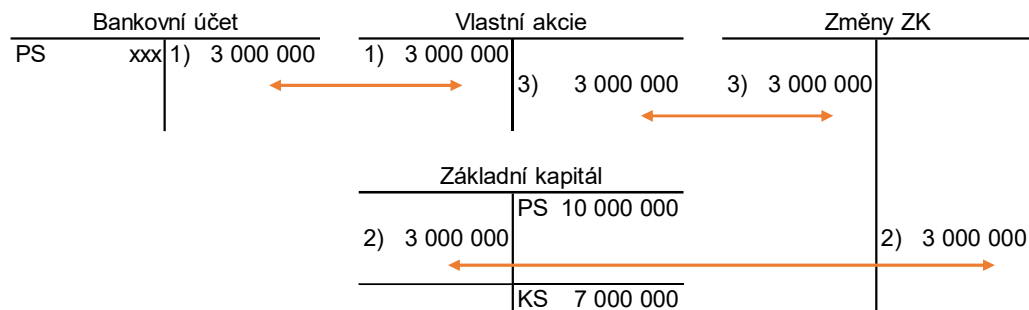 Bankovní účet Vlastní akcie Změny ZK
PS xxx 1) 3 000 000 1) 3 000 000
3) 3 000 000 3) 3 000 000
Základní kapitál
PS 10 000 000
2) 3 000 000 2) 3 000 000
KS 7 000 000